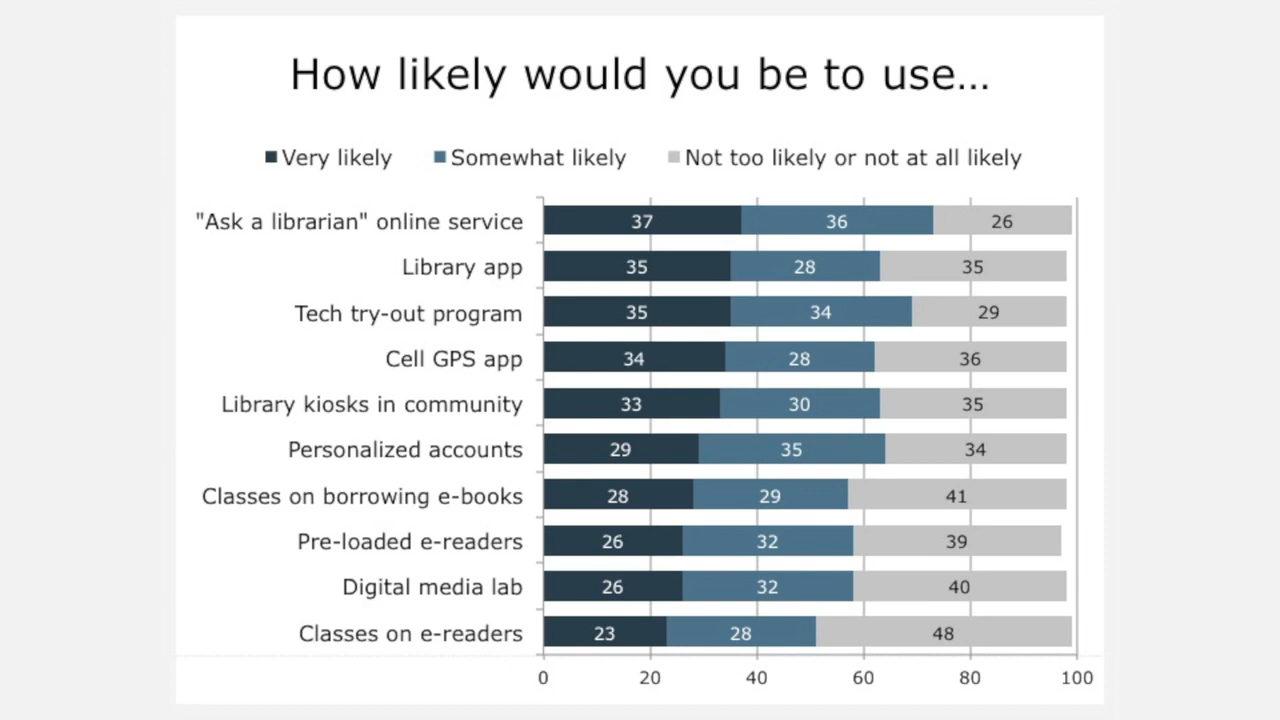 How likely would you be to use...
Very likely Somewhat likely Not too likely or not at all likely
"Ask a librarian" online service 37 36 26
Library app 35 28 35
Tech try-out program 35 34 29
Cell GPS app 34 28 36
Library kiosks in community 33 30 35
Personalized accounts 29 35 34
Classes on borrowing e-books 28 29 41
Pre-loaded e-readers 26 32 39
Digital media lab 26 32 40
Classes on e-readers 23 28 48
0 20 40 60 80 100